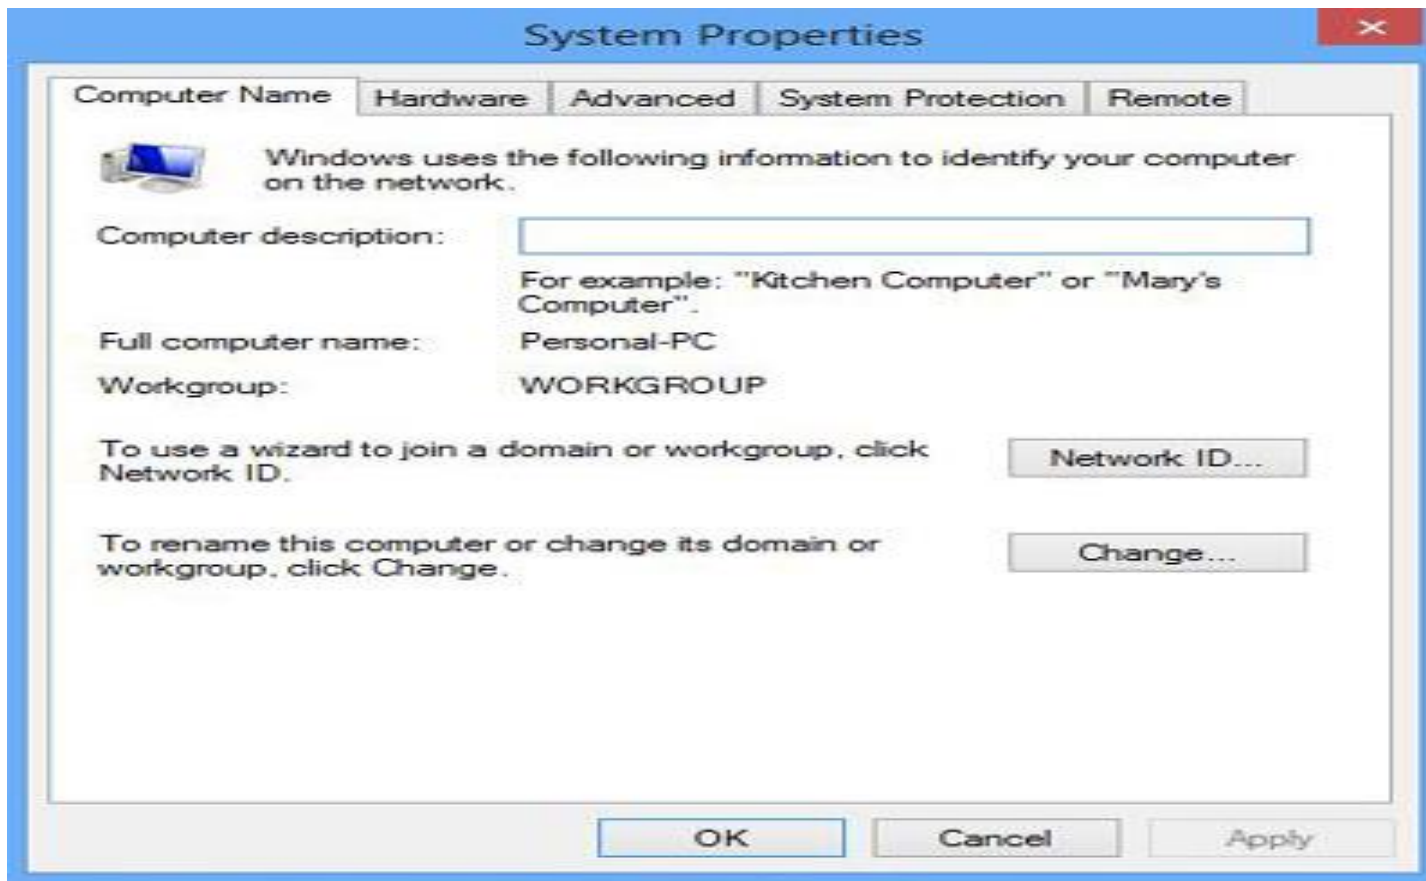 System Properties
Computer Name Hardware Advanced System Protection Remote
Windows uses the following information to identify your computer
on the network.
Computer description:
For example: "Kitchen Computer" or "Mary's
Computer".
Full computer name: Personal-PC
Workgroup: WORKGROUP
To use a wizard to join a domain or workgroup, click
Network ID.
Network ID...
To rename this computer or change its domain or
workgroup, click Change.
Change...
OK Cancel Apply